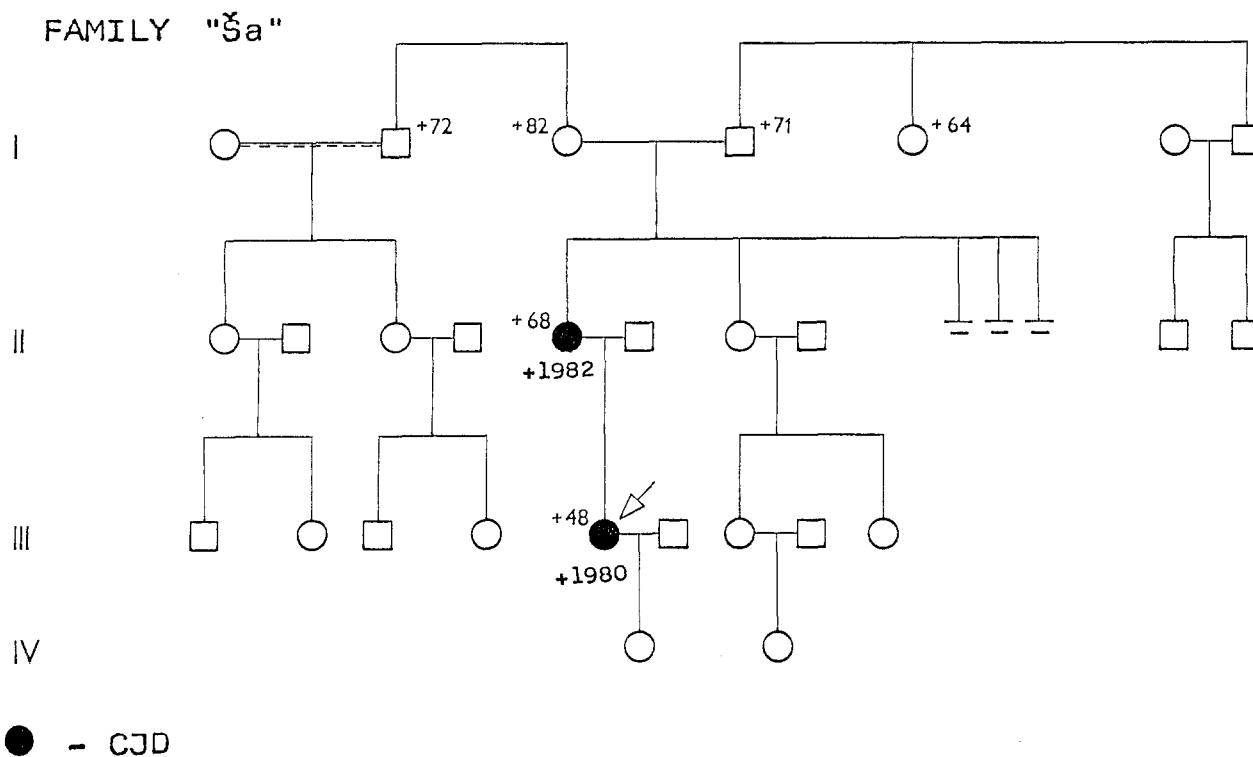 FAMILY "Ša"
I
+72
+82
+71
+64
II
+68
+1982
III
+48
+1980
IV
- CJD